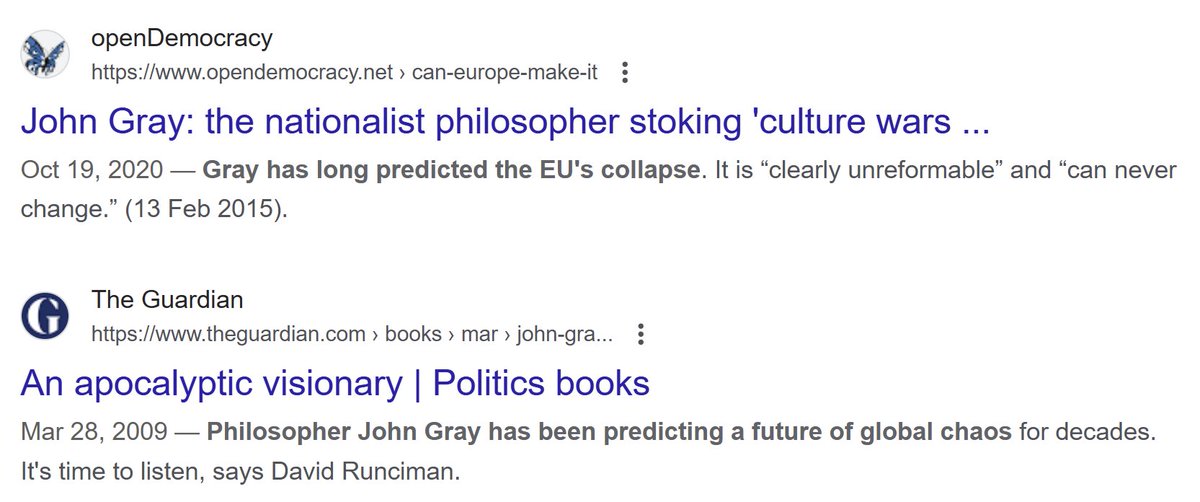 openDemocracy
https://www.opendemocracy.net › can-europe-make-it
John Gray: the nationalist philosopher stoking 'culture wars ...
Oct 19, 2020 — Gray has long predicted the EU's collapse. It is “clearly unreformable” and “can never
change.” (13 Feb 2015).
G
The Guardian
https://www.theguardian.com › books › mar › john-gra...
An apocalyptic visionary | Politics books
Mar 28, 2009 — Philosopher John Gray has been predicting a future of global chaos for decades.
It's time to listen, says David Runciman.